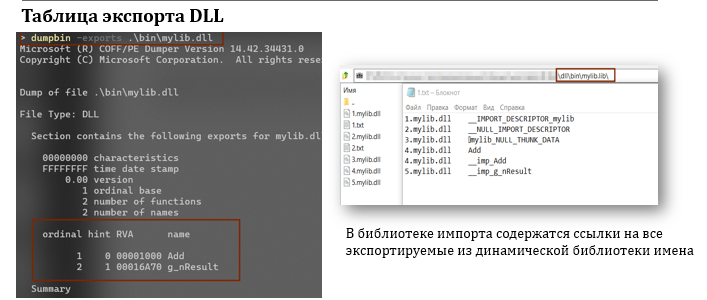 Таблица экспорта DLL
> dumpbin -exports .\bin\mylib.dll
Microsoft (R) COFF/PE Dumper Version 14.42.34431.0
Copyright (C) Microsoft Corporation.  All rights rese
Dump of file .\bin\mylib.dll
File Type: DLL
Section contains the following exports for mylib.dl
00000000 characteristics
FFFFFFFF time date stamp
0.00 version
1 ordinal base
2 number of functions
2 number of names
ordinal hint RVA      name
1    0 00001000 Add
2    1 00016A70 g_nResult
Summary
\dll\bin\mylib.lib\
Имя
..
1.mylib.dll
1.txt
2.mylib.dll
2.txt
3.mylib.dll
4.mylib.dll
5.mylib.dll
1.txt – Блокнот
Файл Правка Формат Вид Справка
1.mylib.dll __IMPORT_DESCRIPTOR_mylib
2.mylib.dll __NULL_IMPORT_DESCRIPTOR
3.mylib.dll mylib_NULL_THUNK_DATA
4.mylib.dll Add
4.mylib.dll __imp_Add
5.mylib.dll __imp_g_nResult
В библиотеке импорта содержатся ссылки на все
экспортируемые из динамической библиотеки имена